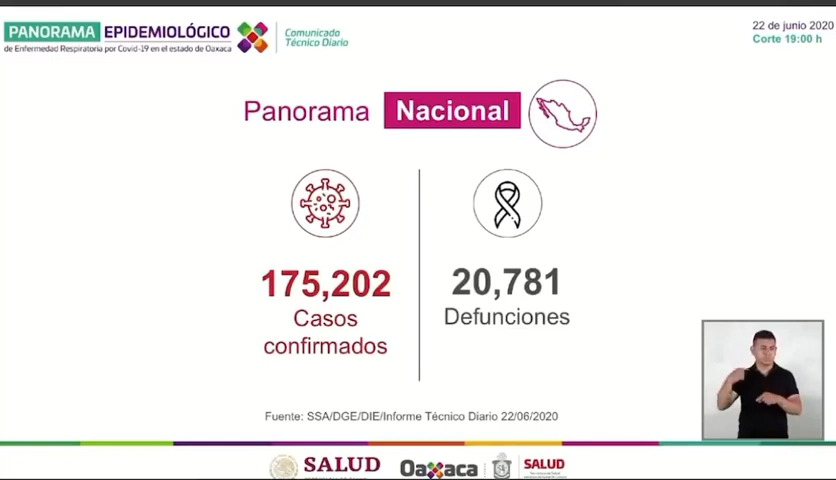 PANORAMA EPIDEMIOLÓGICO
de Enfermedad Respiratoria por Covid-19 en el estado de Oaxaca
Comunicado
Técnico Diario
22 de junio 2020
Corte 19:00 h
Panorama Nacional
175,202
Casos
confirmados
20,781
Defunciones
Fuente: SSA/DGE/DIE/Informe Técnico Diario 22/06/2020
SALUD
Oaxaca
SALUD